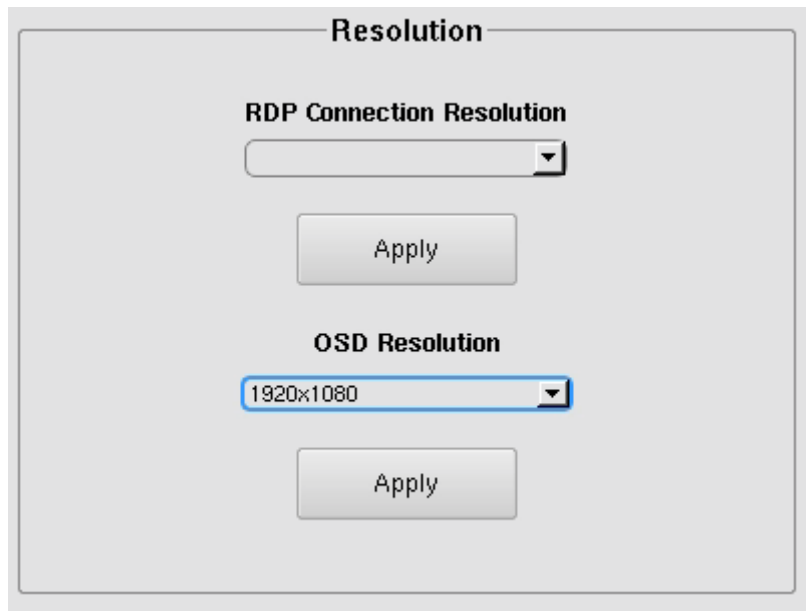 Resolution
RDP Connection Resolution
Apply
OSD Resolution
1920x1080
Apply